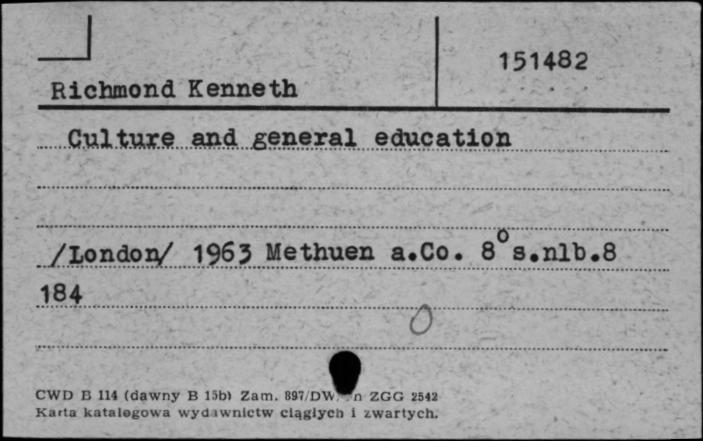 151482
Richmond Kenneth
Culture and general education
/London/ 1963 Methuen a.Co. 8° s.nlb.8
184
O
CWD B 114 (dawny B 15b) Zam. 897/DW/ n ZGG 2542
Karta katalogowa wydawnictw ciągłych i zwartych.